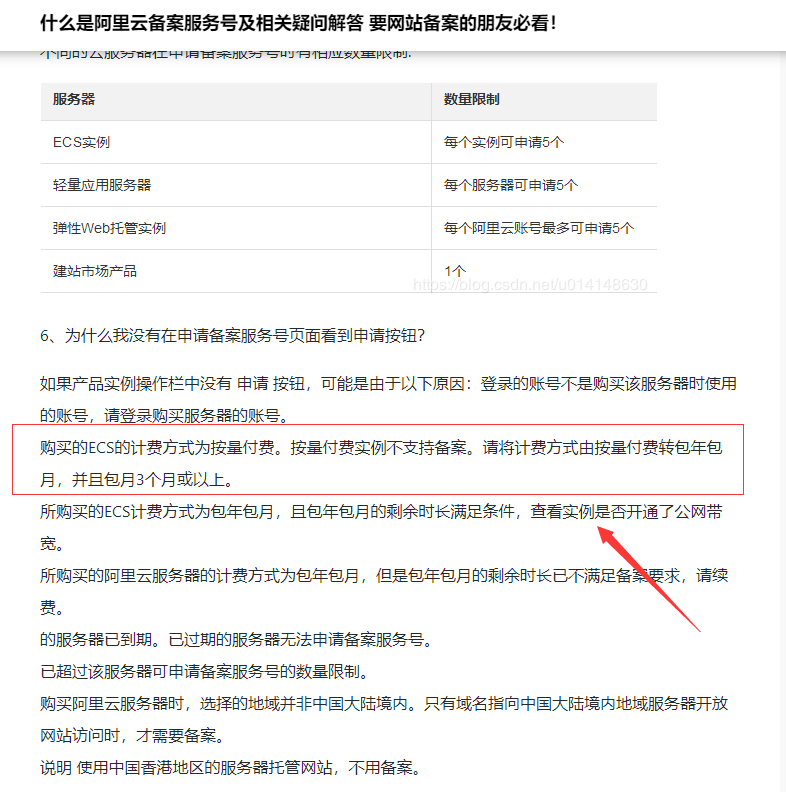 什么是阿里云备案服务号及相关疑问解答 要网站备案的朋友必看！
不同的云服务器在申请备案服务号时有相应数量限制:
服务器 数量限制
ECS实例 每个实例可申请5个
轻量应用服务器 每个服务器可申请5个
弹性Web托管实例 每个阿里云账号最多可申请5个
建站市场产品 1个
https://blog.csdn.net/u014148630
6、为什么我没有在申请备案服务号页面看到申请按钮？
如果产品实例操作栏中没有 申请 按钮，可能是由于以下原因：登录的账号不是购买该服务器时使用
的账号，请登录购买服务器的账号。
购买的ECS的计费方式为按量付费。按量付费实例不支持备案。请将计费方式由按量付费转包年包
月，并且包月3个月或以上。
所购买的ECS计费方式为包年包月，且包年包月的剩余时长满足条件，查看实例是否开通了公网带
宽。
所购买的阿里云服务器的计费方式为包年包月，但是包年包月的剩余时长已不满足备案要求，请续
费。
的服务器已到期。已过期的服务器无法申请备案服务号。
已超过该服务器可申请备案服务号的数量限制。
购买阿里云服务器时，选择的地域并非中国大陆境内。只有域名指向中国大陆境内地域服务器开放
网站访问时，才需要备案。
说明 使用中国香港地区的服务器托管网站，不用备案。